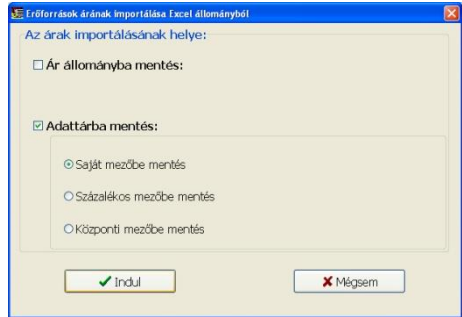 Erőforrások árának importálása Excel állományból
Az árak importálásának helye:
Ár állományba mentés:
Adattárba mentés:
Saját mezőbe mentés
Százalékos mezőbe mentés
Központi mezőbe mentés
Indul
Mégsem